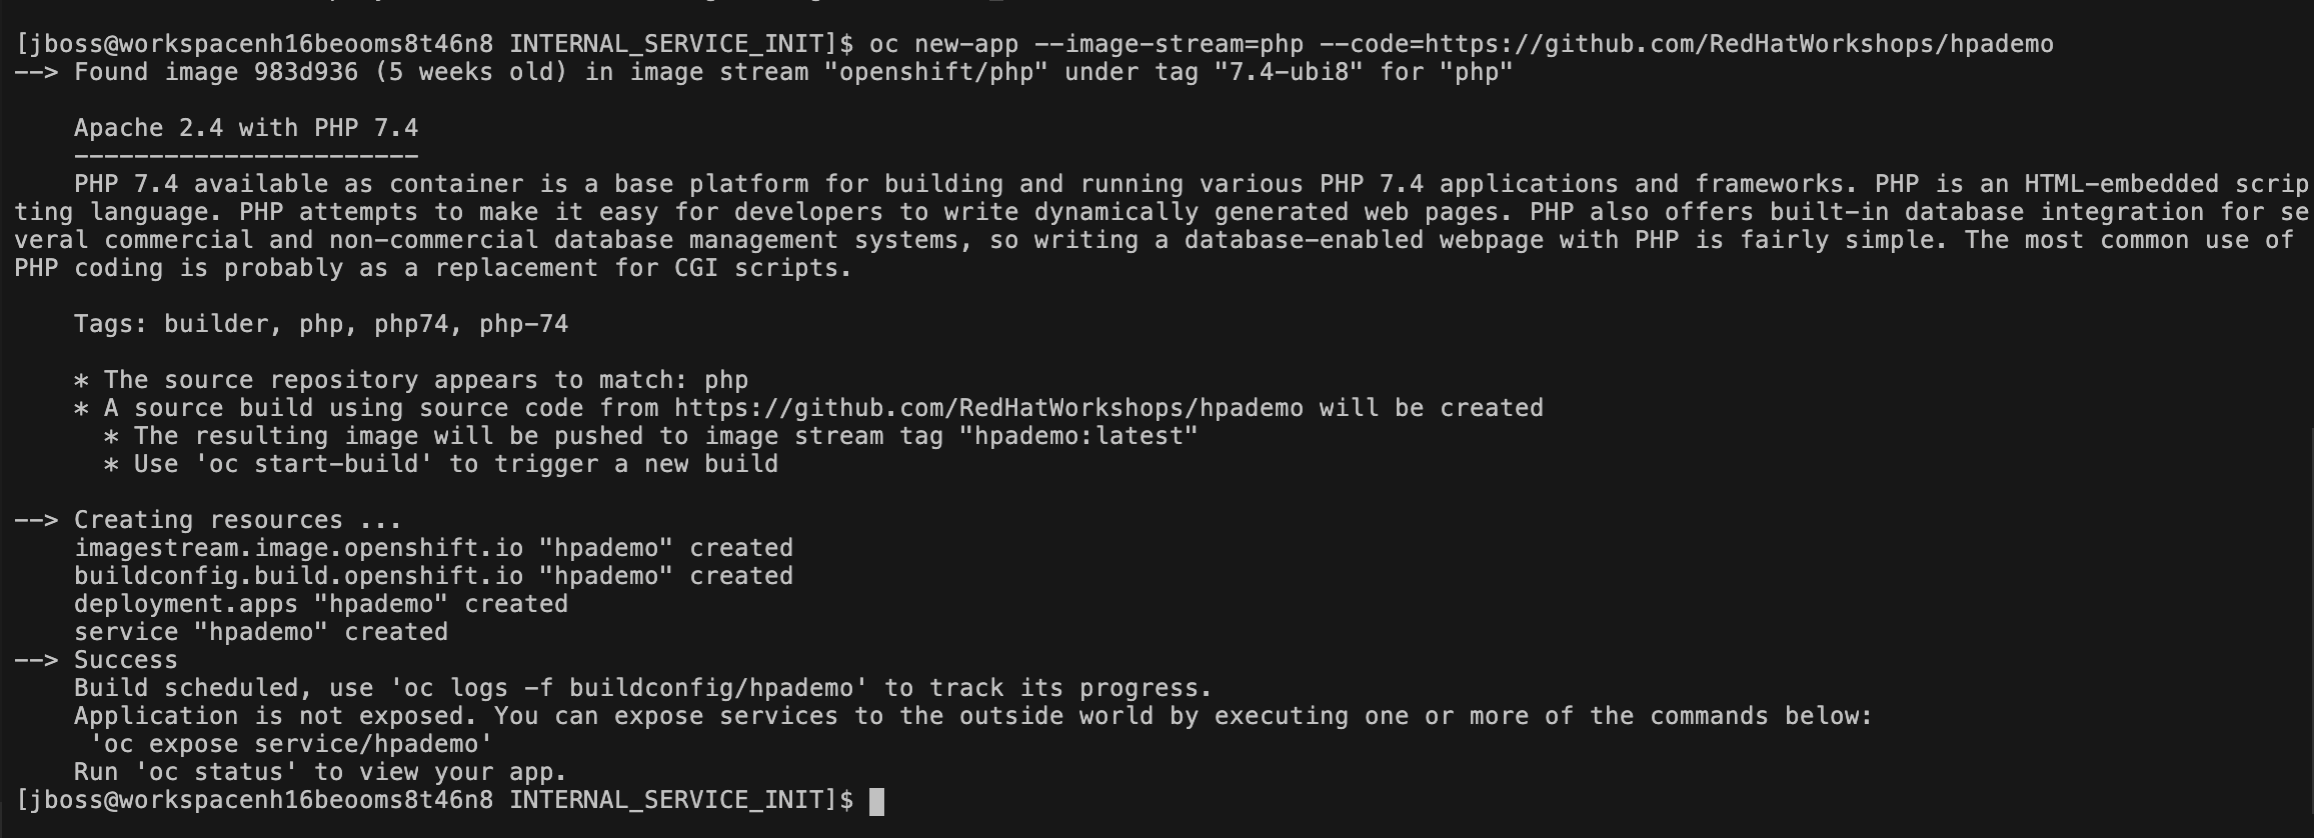 [jboss@workspacenh16beooms8t46n8 INTERNAL_SERVICE_INIT]$ oc new-app --image-stream=php --code=https://github.com/RedHatWorkshops/hpademo
--> Found image 983d936 (5 weeks old) in image stream "openshift/php" under tag "7.4-ubi8" for "php"
Apache 2.4 with PHP 7.4
-----------------------
PHP 7.4 available as container is a base platform for building and running various PHP 7.4 applications and frameworks. PHP is an HTML-embedded scrip
ting language. PHP attempts to make it easy for developers to write dynamically generated web pages. PHP also offers built-in database integration for se
veral commercial and non-commercial database management systems, so writing a database-enabled webpage with PHP is fairly simple. The most common use of
PHP coding is probably as a replacement for CGI scripts.
Tags: builder, php, php74, php-74
* The source repository appears to match: php
* A source build using source code from https://github.com/RedHatWorkshops/hpademo will be created
* The resulting image will be pushed to image stream tag "hpademo:latest"
* Use 'oc start-build' to trigger a new build
--> Creating resources ...
imagestream.image.openshift.io "hpademo" created
buildconfig.build.openshift.io "hpademo" created
deployment.apps "hpademo" created
service "hpademo" created
--> Success
Build scheduled, use 'oc logs -f buildconfig/hpademo' to track its progress.
Application is not exposed. You can expose services to the outside world by executing one or more of the commands below:
'oc expose service/hpademo'
Run 'oc status' to view your app.
[jboss@workspacenh16beooms8t46n8 INTERNAL_SERVICE_INIT]$